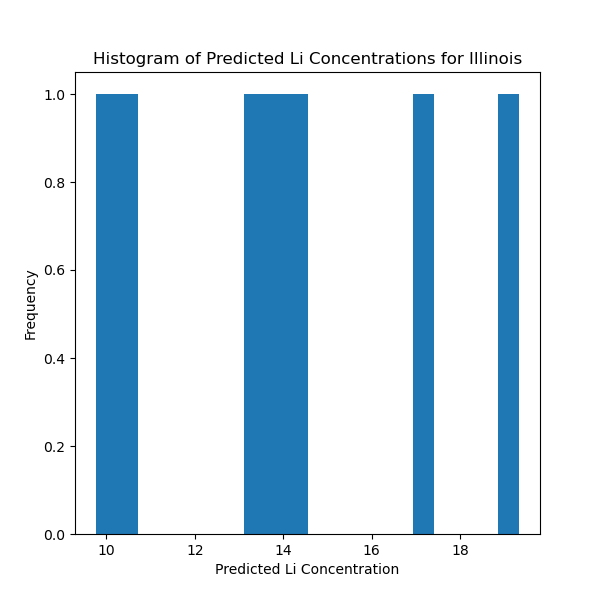 Histogram of Predicted Li Concentrations for Illinois
1.0
0.8
0.6
0.4
0.2
0.0
Frequency
10 12 14 16 18
Predicted Li Concentration